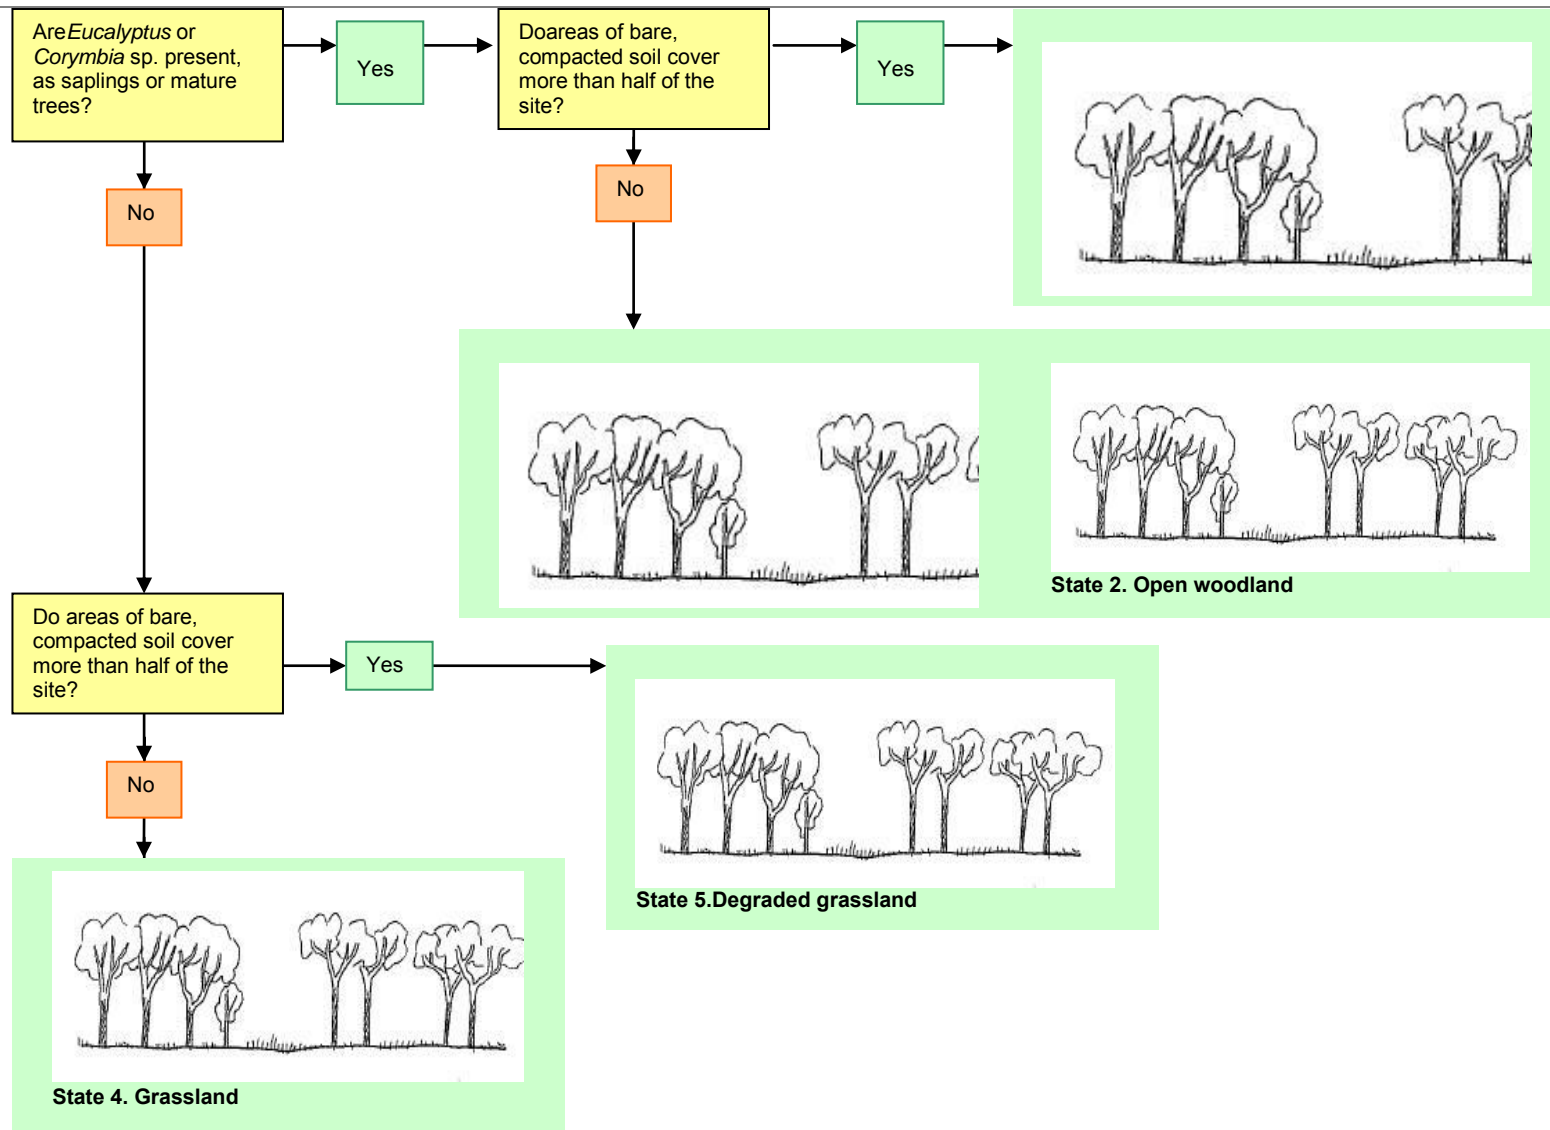 Are Eucalyptus or
Corymbia sp. present,
as saplings or mature
trees?
Yes
Doareas of bare,
compacted soil cover
more than half of the
site?
Yes
No
No
State 2. Open woodland
Do areas of bare,
compacted soil cover
more than half of the
site?
Yes
No
State 5.Degraded grassland
State 4. Grassland